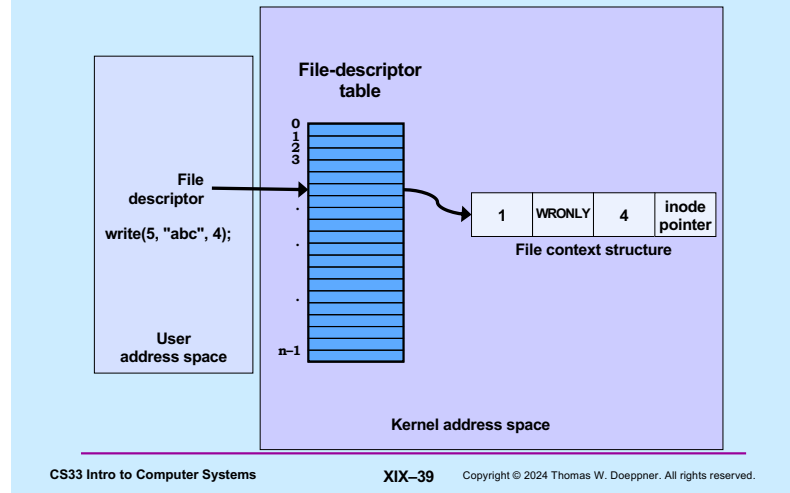 File-descriptor
table
0
1
2
3
.
.
.
n–1
File
descriptor
write(5, "abc", 4);
User
address space
1
WRONLY
4
inode
pointer
File context structure
Kernel address space
CS33 Intro to Computer Systems
XIX–39
Copyright © 2024 Thomas W. Doeppner. All rights reserved.